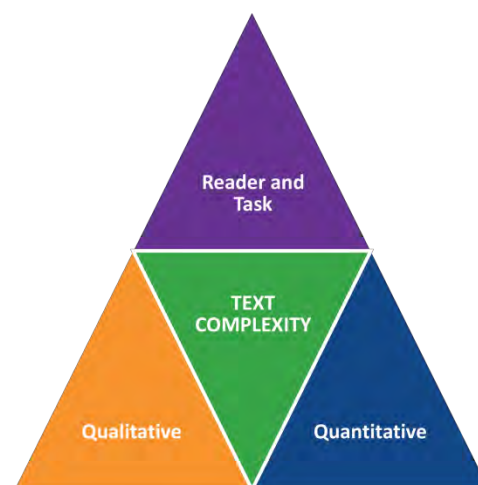 Reader and
Task
TEXT
COMPLEXITY
Qualitative
Quantitative